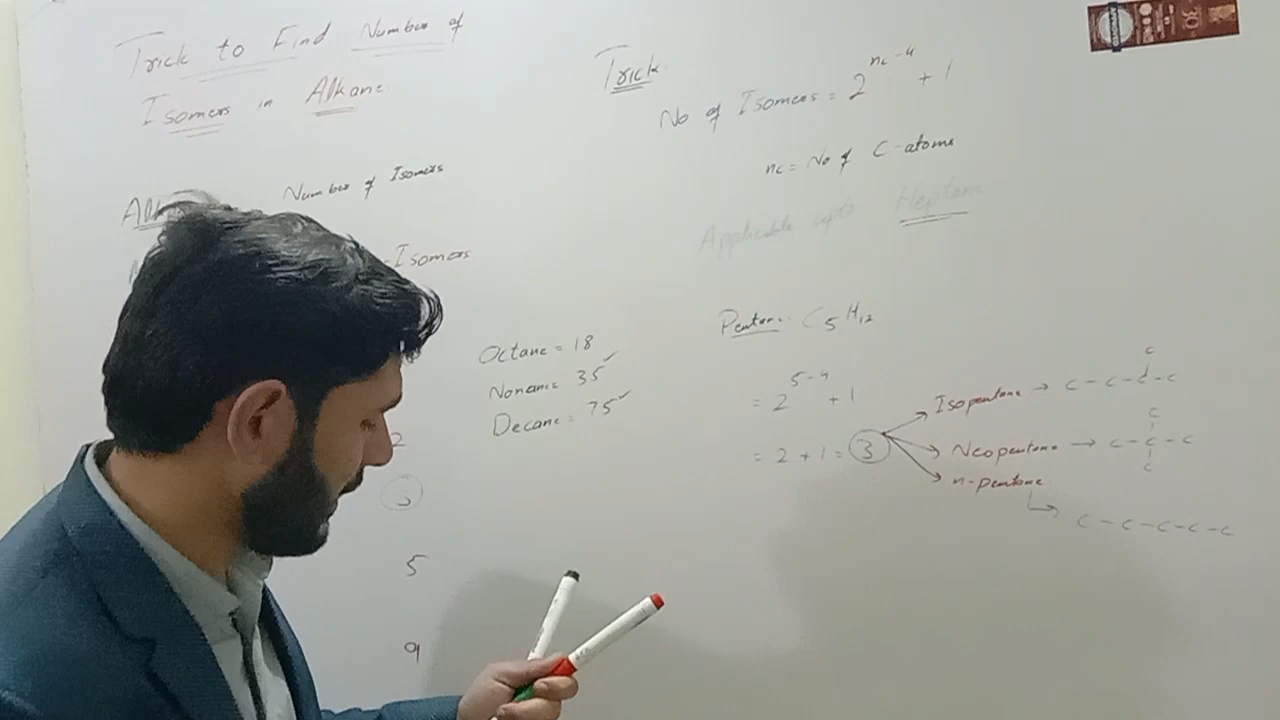 Trick to Find Number of
Isomers in Alkane
Number of Isomers
Isomers
2
3
5
9
Octane = 18
Nonane = 35 ✓
Decane = 75 ✓
Trick
No of Isomers = 2^(nc-4) + 1
nc = No of C-atoms
Applicable upto Heptane
Pentane: C5H12
= 2^(5-4) + 1
= 2 + 1 = 3
Isopentane → C - C - C - C
C
Neopentane → C - C - C
C
C
n-pentane
C - C - C - C - C
30